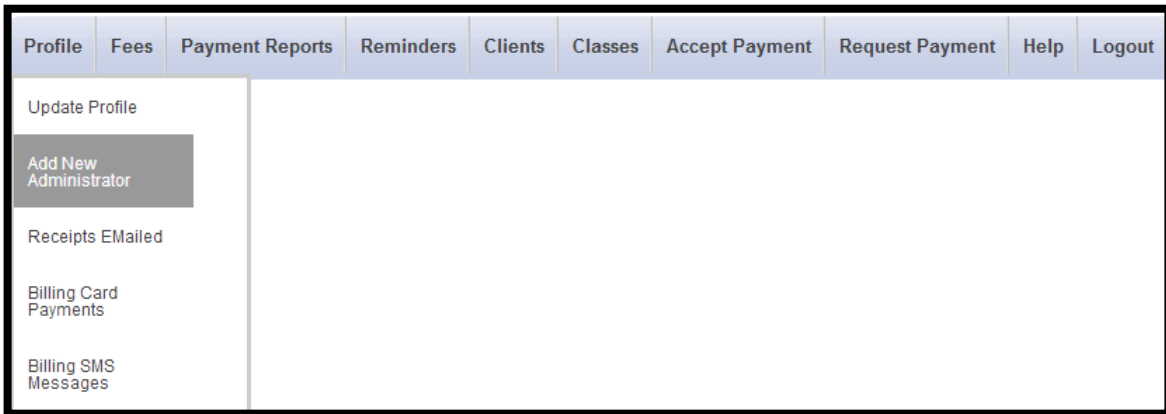 Profile Fees Payment Reports Reminders Clients Classes Accept Payment Request Payment Help Logout
Update Profile
Add New
Administrator
Receipts EMailed
Billing Card
Payments
Billing SMS
Messages